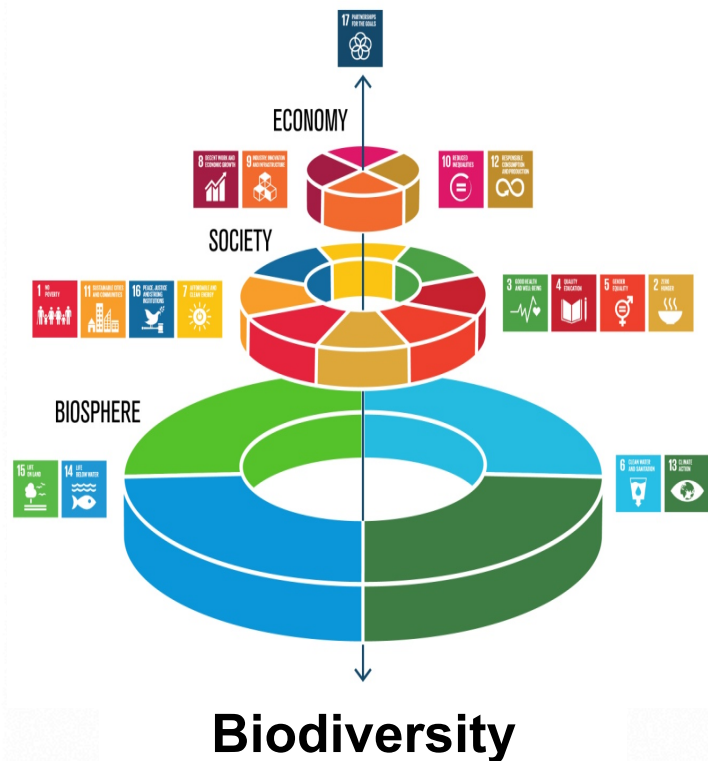 17 PARTNERSHIPS
FOR THE GOALS
ECONOMY
8 DECENT WORK AND
ECONOMIC GROWTH
9 INDUSTRY, INNOVATION
AND INFRASTRUCTURE
10 REDUCED
INEQUALITIES
12 RESPONSIBLE
CONSUMPTION
AND PRODUCTION
SOCIETY
1 NO
POVERTY
11 SUSTAINABLE CITIES
AND COMMUNITIES
16 PEACE, JUSTICE
AND STRONG
INSTITUTIONS
7 AFFORDABLE AND
CLEAN ENERGY
3 GOOD HEALTH
AND WELL-BEING
4 QUALITY
EDUCATION
5 GENDER
EQUALITY
2 ZERO
HUNGER
BIOSPHERE
15 LIFE
ON LAND
14 LIFE
BELOW WATER
6 CLEAN WATER
AND SANITATION
13 CLIMATE
ACTION
Biodiversity